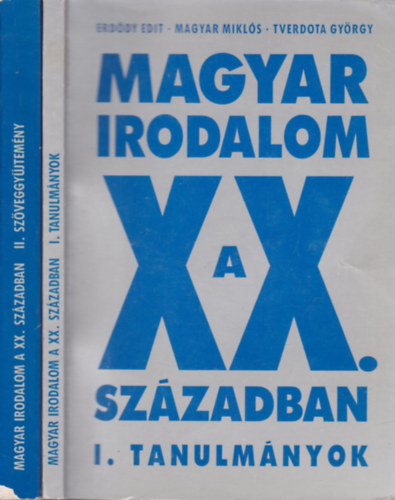 ERDŐDY EDIT · MAGYAR MIKLÓS · TVERDOTA GYÖRGY
MAGYAR
IRODALOM
A
XX.
SZÁZADBAN
I. TANULMÁNYOK
MAGYAR IRODALOM A XX. SZÁZADBAN I. TANULMÁNYOK
MAGYAR IRODALOM A XX. SZÁZADBAN II. SZÖVEGGYŰJTEMÉNY